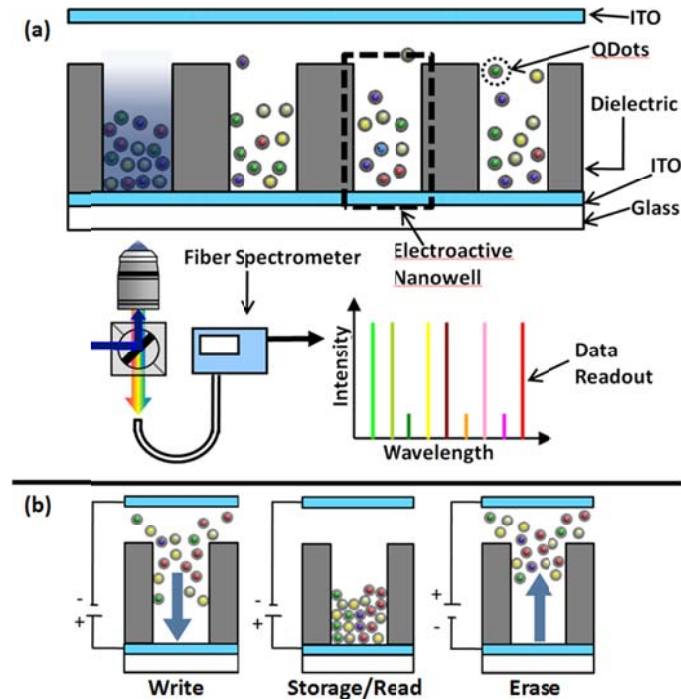 (a)
ITO
QDots
Dielectric
ITO
Glass
Electroactive
Nanowell
Fiber Spectrometer
Intensity
Data
Readout
Wavelength
(b)
-
+
-
+
+
-
Write
Storage/Read
Erase